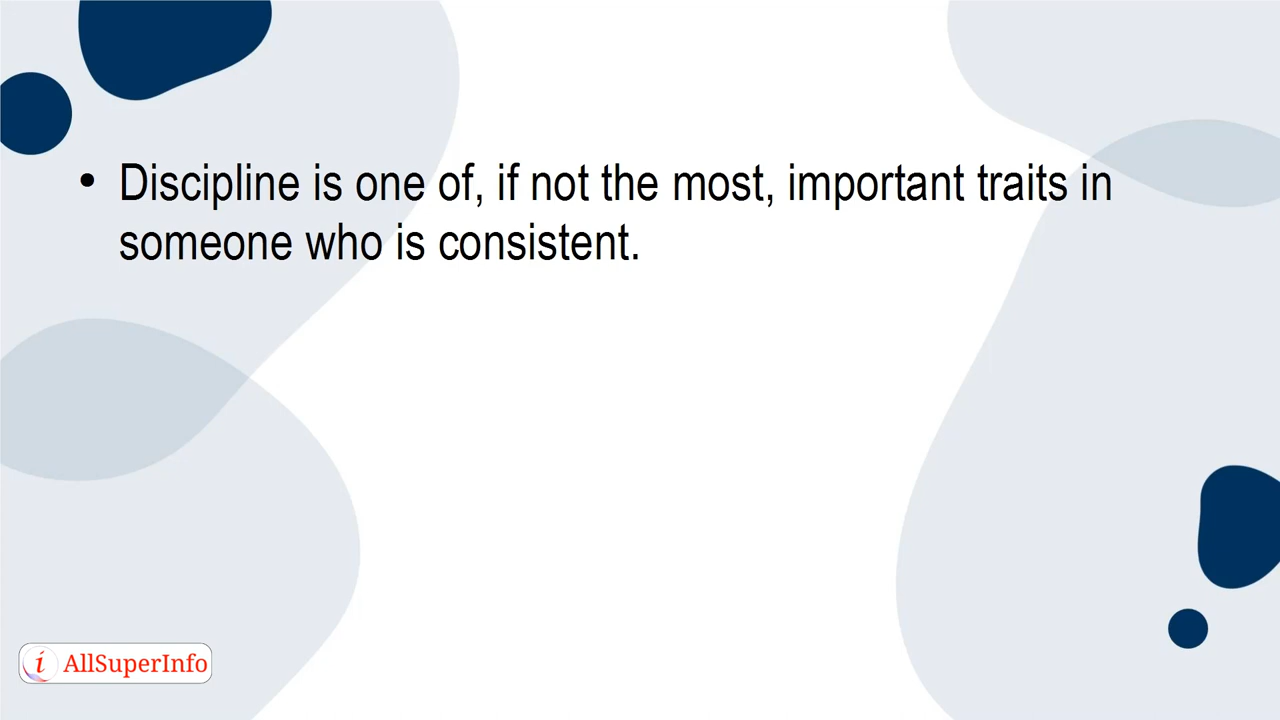 • Discipline is one of, if not the most, important traits in
someone who is consistent.
i AllSuperInfo